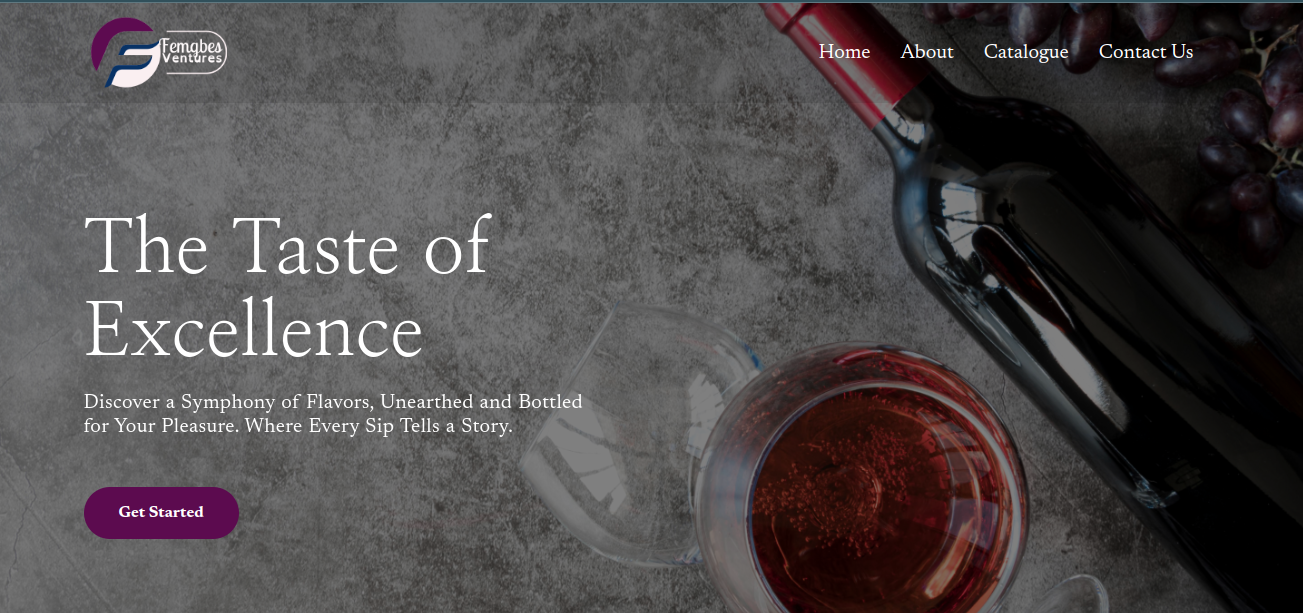 Femgbes
Ventures
Home About Catalogue Contact Us
The Taste of
Excellence
Discover a Symphony of Flavors, Unearthed and Bottled
for Your Pleasure. Where Every Sip Tells a Story.
Get Started